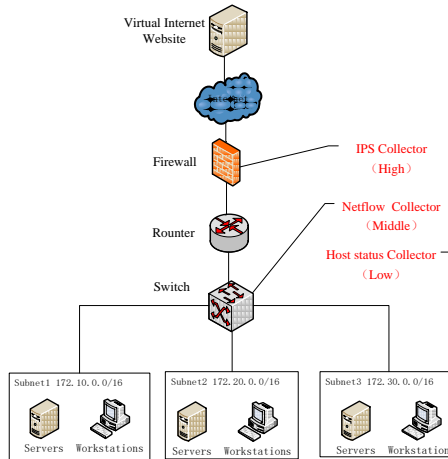 Virtual Internet
Website
Internet
Firewall
IPS Collector
(High)
Rounter
Netflow Collector
(Middle)
Host status Collector
(Low)
Switch
Subnet1 172.10.0.0/16
Servers Workstations
Subnet2 172.20.0.0/16
Servers Workstations
Subnet3 172.30.0.0/16
Servers Workstations